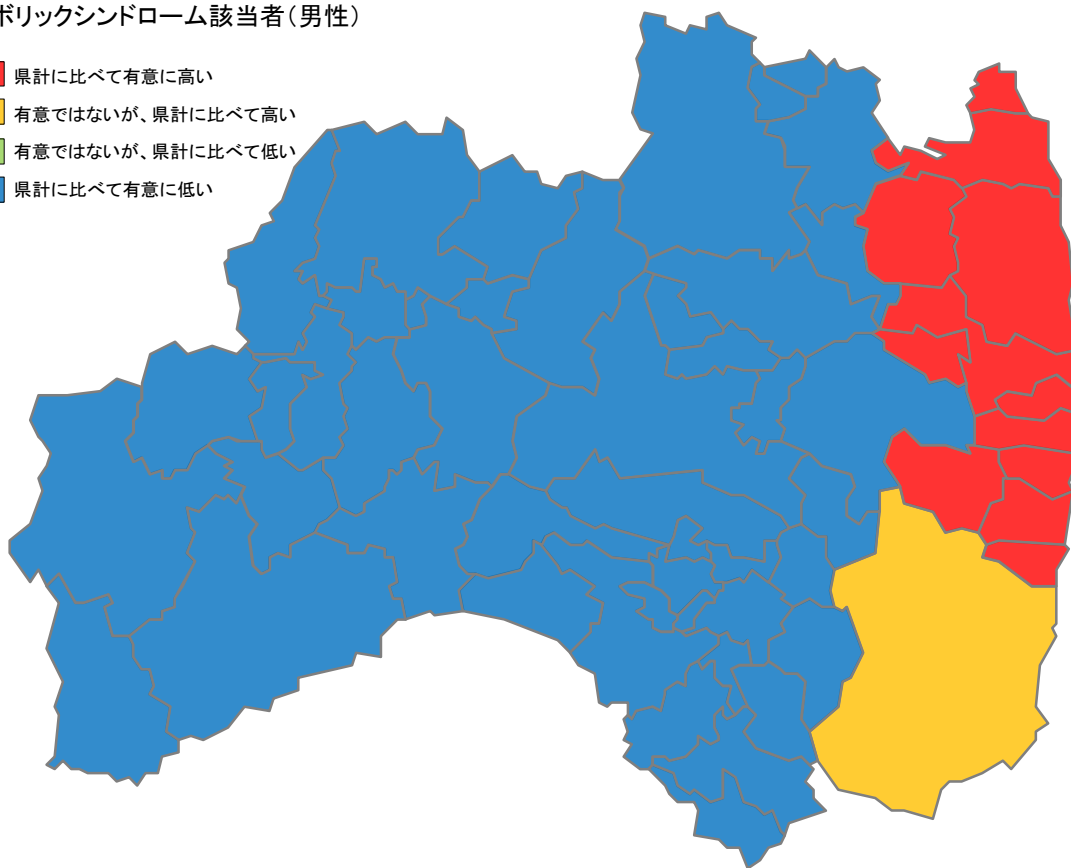 ボリックシンドローム該当者（男性）
県計に比べて有意に高い
有意ではないが、県計に比べて高い
有意ではないが、県計に比べて低い
県計に比べて有意に低い